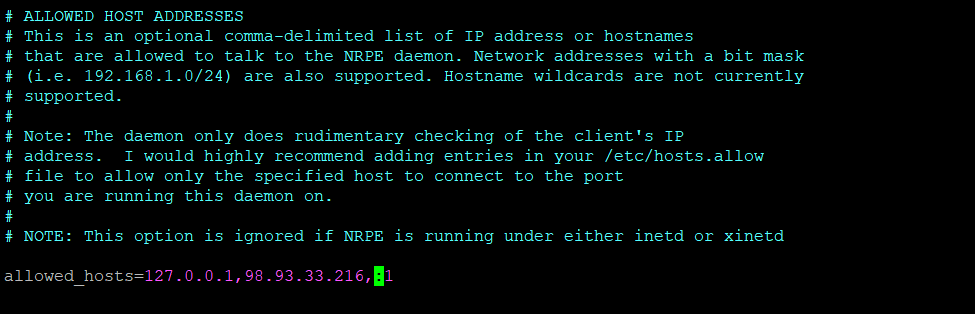 # ALLOWED HOST ADDRESSES
# This is an optional comma-delimited list of IP address or hostnames
# that are allowed to talk to the NRPE daemon. Network addresses with a bit mask
# (i.e. 192.168.1.0/24) are also supported. Hostname wildcards are not currently
# supported.
#
# Note: The daemon only does rudimentary checking of the client's IP
# address.  I would highly recommend adding entries in your /etc/hosts.allow
# file to allow only the specified host to connect to the port
# you are running this daemon on.
#
# NOTE: This option is ignored if NRPE is running under either inetd or xinetd
allowed_hosts=127.0.0.1,98.93.33.216,:1